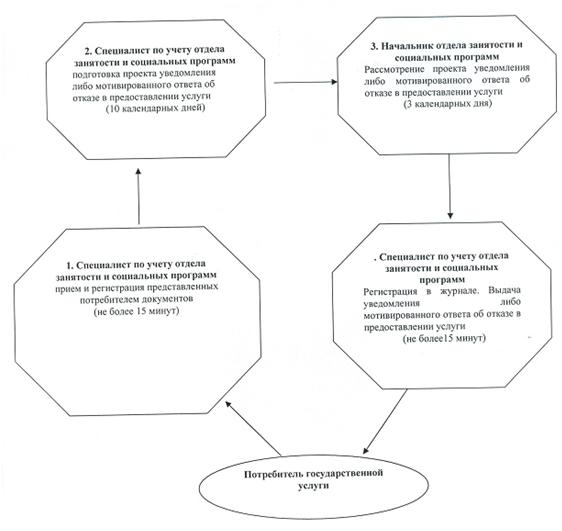 2. Специалист по учету отдела
занятости и социальных программ
подготовка проекта уведомления
либо мотивированного ответа об
отказе в предоставлении услуги
(10 календарных дней)
3. Начальник отдела занятости и
социальных программ
Рассмотрение проекта уведомления
либо мотивированного ответа об
отказе в предоставлении услуги
(3 календарных дня)
1. Специалист по учету отдела
занятости и социальных программ
прием и регистрация представленных
потребителем документов
(не более 15 минут)
. Специалист по учету отдела
занятости и социальных
программ
Регистрация в журнале. Выдача
уведомления либо
мотивированного ответа об отказе в
предоставлении услуги
(не более15 минут)
Потребитель государственной
услуги